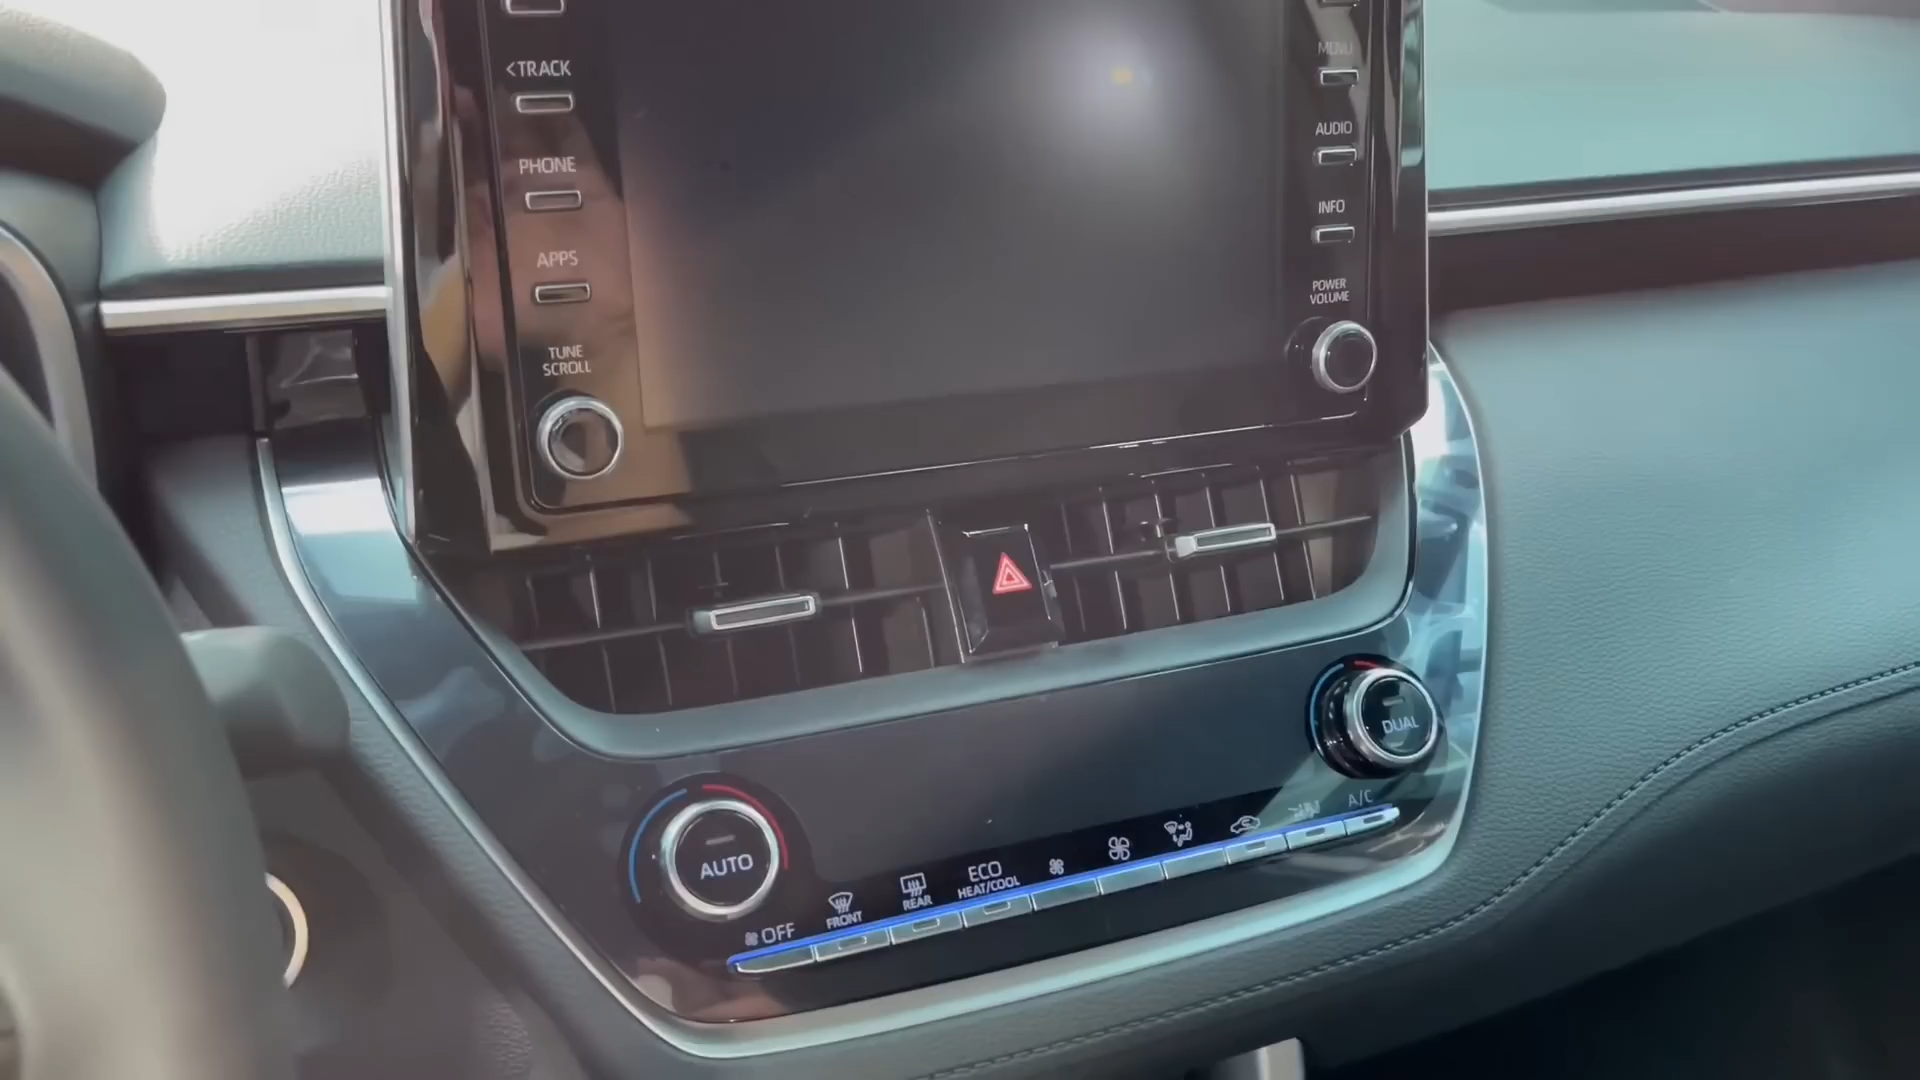 <TRACK
PHONE
APPS
TUNE
SCROLL
MENU
AUDIO
INFO
POWER
VOLUME
DUAL
AUTO
OFF
FRONT
REAR
ECO
HEAT/COOL
A/C